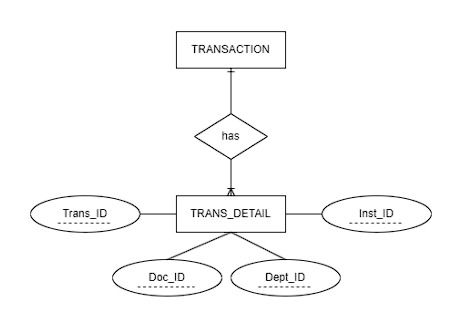 TRANSACTION
has
Trans_ID
TRANS_DETAIL
Inst_ID
Doc_ID
Dept_ID